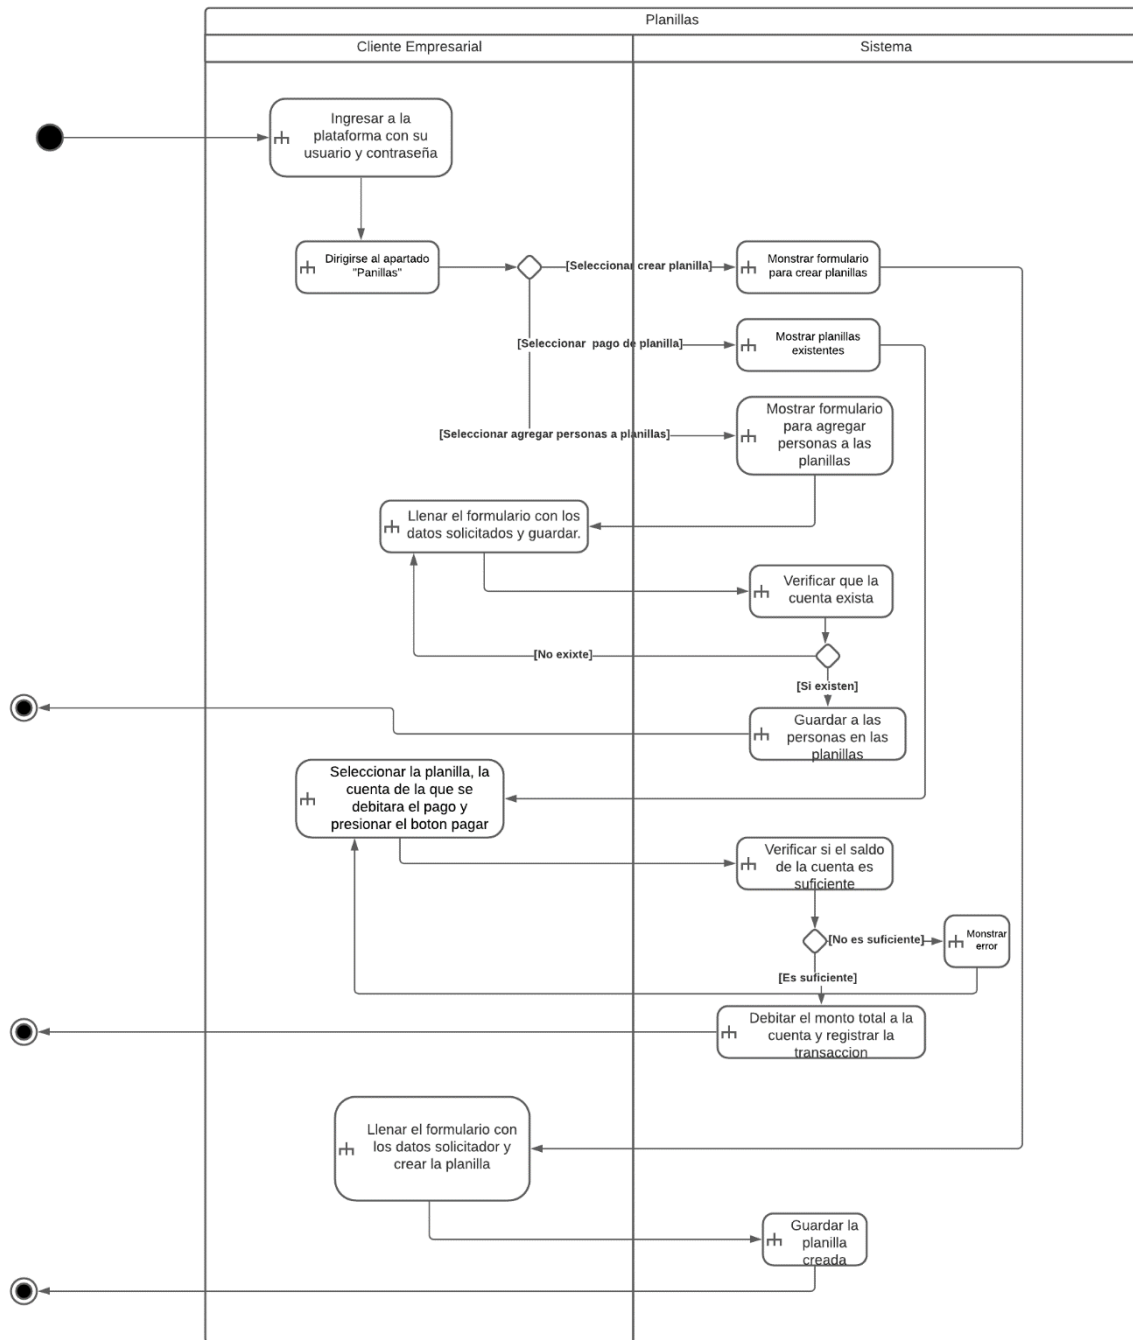 Planillas
Cliente Empresarial
Sistema
Ingresar a la
plataforma con su
usuario y contraseña
Dirigirse al apartado
"Panillas"
[Seleccionar crear planilla]
Monstrar formulario
para crear planillas
[Seleccionar  pago de planilla]
Mostrar planillas
existentes
[Seleccionar agregar personas a planillas]
Mostrar formulario
para agregar
personas a las
planillas
Llenar el formulario con los
datos solicitados y guardar.
Verificar que la
cuenta exista
[No exixte]
[Si existen]
Guardar a las
personas en las
planillas
Seleccionar la planilla, la
cuenta de la que se
debitara el pago y
presionar el boton pagar
Verificar si el saldo
de la cuenta es
suficiente
[No es suficiente]
Monstrar
error
[Es suficiente]
Debitar el monto total a la
cuenta y registrar la
transaccion
Llenar el formulario con
los datos solicitador y
crear la planilla
Guardar la
planilla
creada